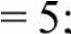 = 5;